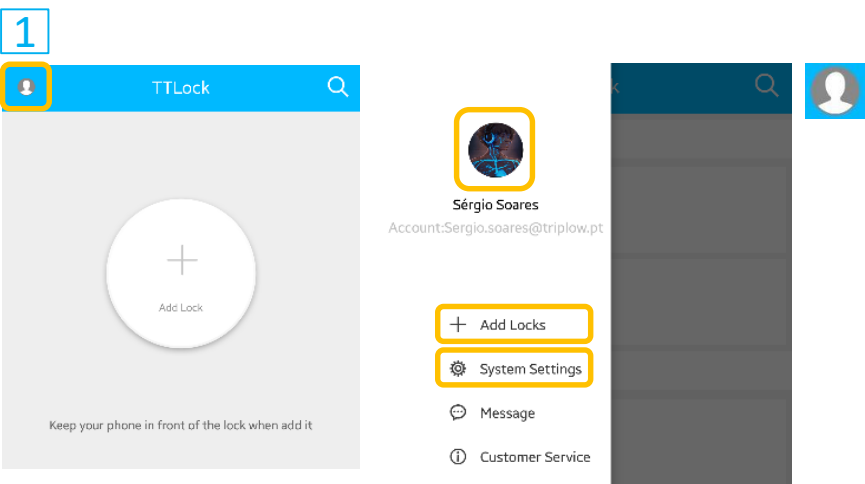 1
TTLock
Add Lock
Keep your phone in front of the lock when add it
k
Sérgio Soares
Account:Sergio.soares@triplow.pt
Add Locks
System Settings
Message
Customer Service